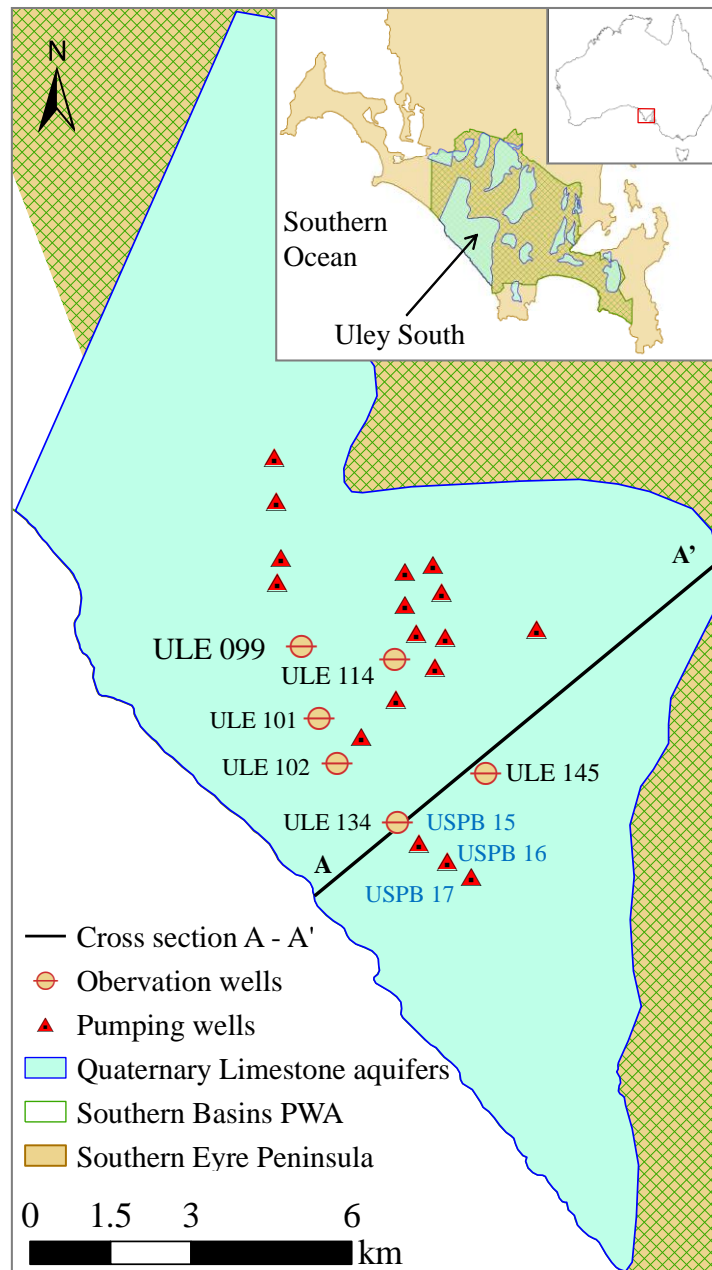 N
Southern
Ocean
Uley South
A'
ULE 099
ULE 114
ULE 101
ULE 102
ULE 145
ULE 134
USPB 15
USPB 16
A
USPB 17
Cross section A - A'
Obervation wells
Pumping wells
Quaternary Limestone aquifers
Southern Basins PWA
Southern Eyre Peninsula
0 1.5 3 6
km